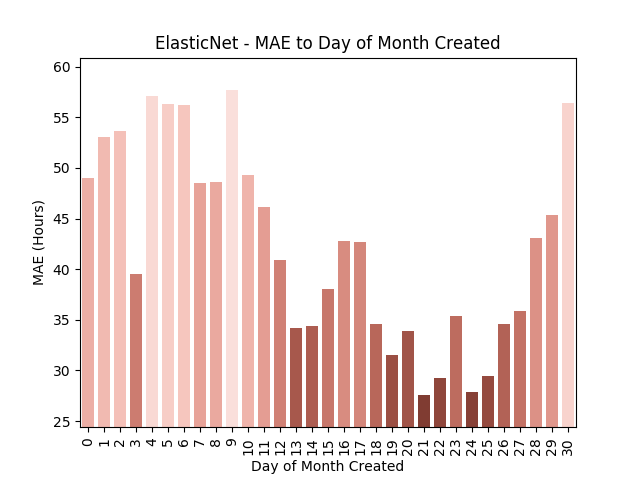 ElasticNet - MAE to Day of Month Created
MAE (Hours)
60
55
50
45
40
35
30
25
0 1 2 3 4 5 6 7 8 9 10 11 12 13 14 15 16 17 18 19 20 21 22 23 24 25 26 27 28 29 30
Day of Month Created